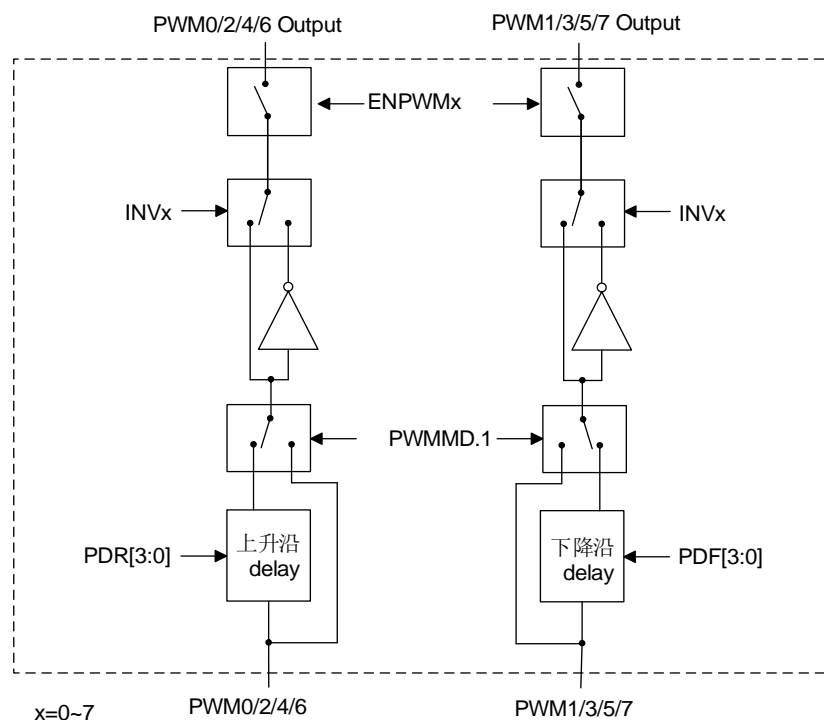 PWM0/2/4/6 Output
PWM1/3/5/7 Output
ENPWMx
INVx
INVx
PWMMD.1
PDR[3:0]
上升沿
delay
下降沿
delay
PDF[3:0]
PWM0/2/4/6
PWM1/3/5/7
x=0~7